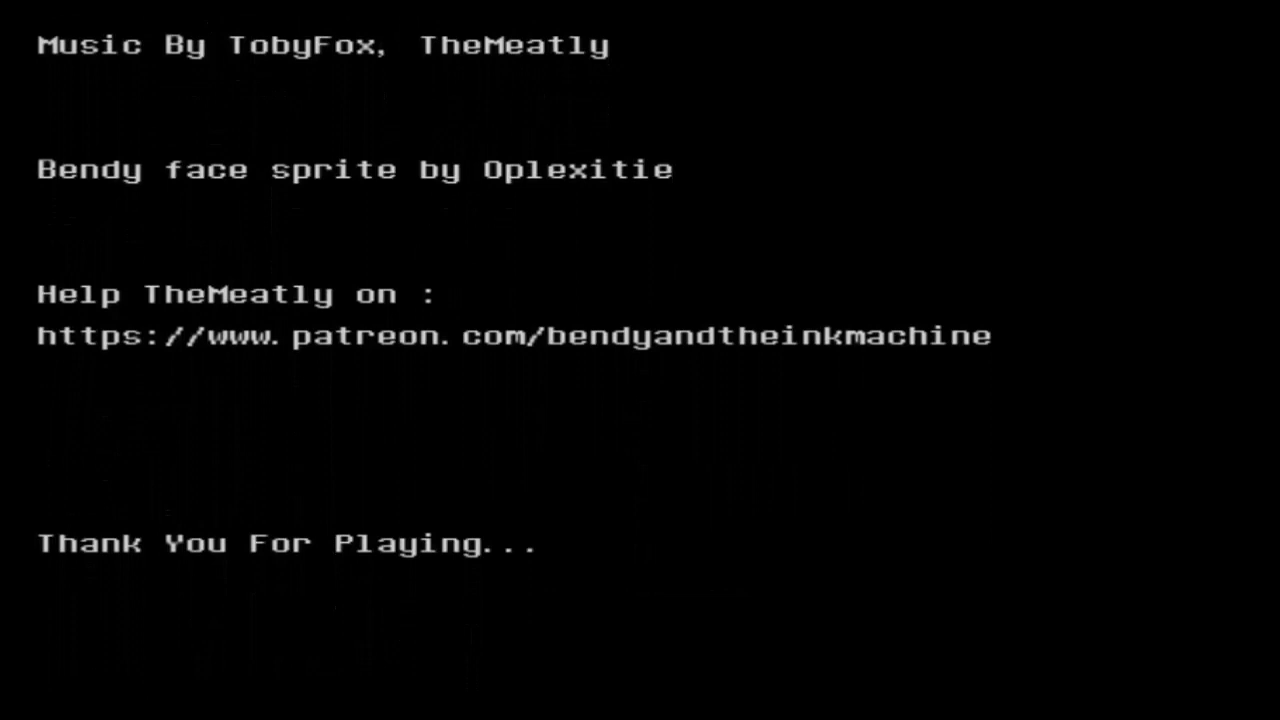 Music By TobyFox, TheMeatly
Bendy face sprite by Oplexitie
Help TheMeatly on :
https://www.patreon.com/bendyandtheinkmachine
Thank You For Playing...